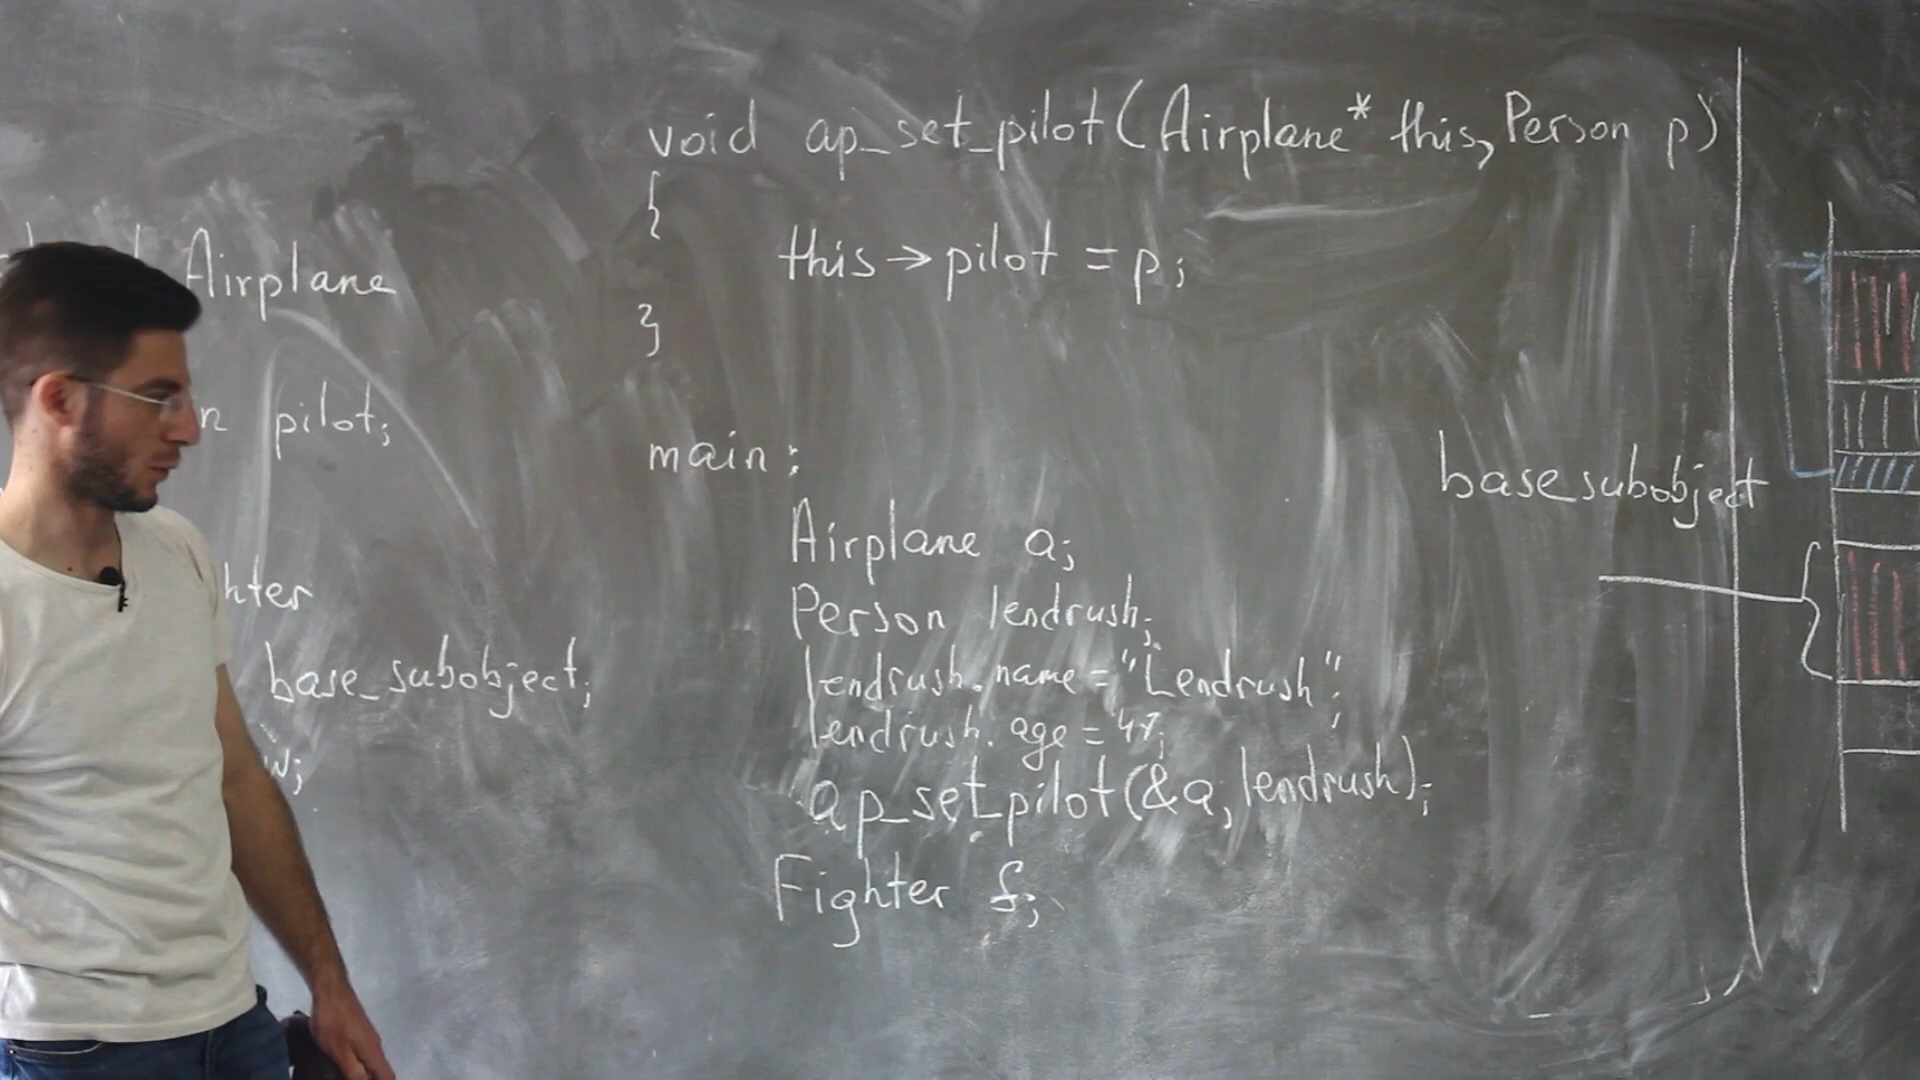 Airplane
pilot;
hter
base_subobject;
w;
void ap_set_pilot(Airplane* this, Person p)
{
this→pilot = p;
}
main:
Airplane a;
Person lendrush;
lendrush.name = "Lendrush";
lendrush.age = 47;
ap_set_pilot(&a, lendrush);
Fighter f;
base subobject